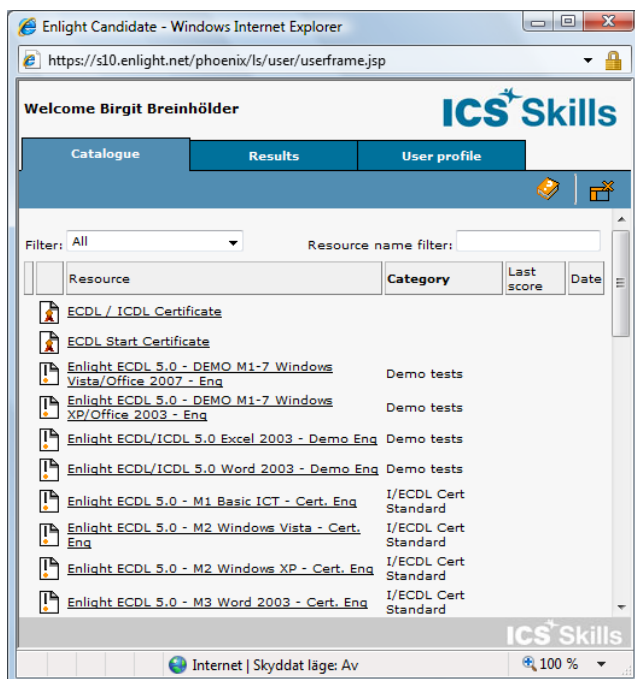 Enlight Candidate - Windows Internet Explorer
https://s10.enlight.net/phoenix/ls/user/userframe.jsp
Welcome Birgit Breinhölder
ICS Skills
Catalogue Results User profile
Filter: All Resource name filter:
Resource Category Last score Date
ECDL / ICDL Certificate
ECDL Start Certificate
Enlight ECDL 5.0 - DEMO M1-7 Windows
Vista/Office 2007 - Eng
Demo tests
Enlight ECDL 5.0 - DEMO M1-7 Windows
XP/Office 2003 - Eng
Demo tests
Enlight ECDL/ICDL 5.0 Excel 2003 - Demo Eng Demo tests
Enlight ECDL/ICDL 5.0 Word 2003 - Demo Eng Demo tests
Enlight ECDL 5.0 - M1 Basic ICT - Cert. Eng
I/ECDL Cert
Standard
Enlight ECDL 5.0 - M2 Windows Vista - Cert.
Eng
I/ECDL Cert
Standard
Enlight ECDL 5.0 - M2 Windows XP - Cert. Eng
I/ECDL Cert
Standard
Enlight ECDL 5.0 - M3 Word 2003 - Cert. Eng
I/ECDL Cert
Standard
ICS Skills
Internet | Skyddat läge: Av 100 %